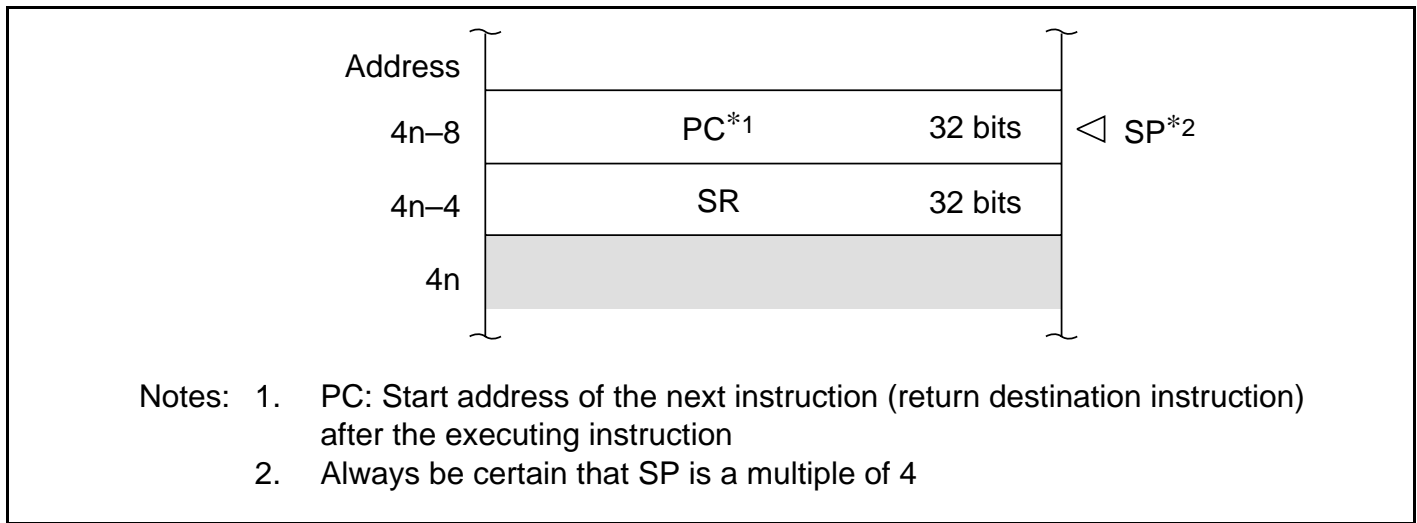 Address
4n–8 PC*1 32 bits SP*2
4n–4 SR 32 bits
4n
Notes: 1. PC: Start address of the next instruction (return destination instruction)
after the executing instruction
2. Always be certain that SP is a multiple of 4